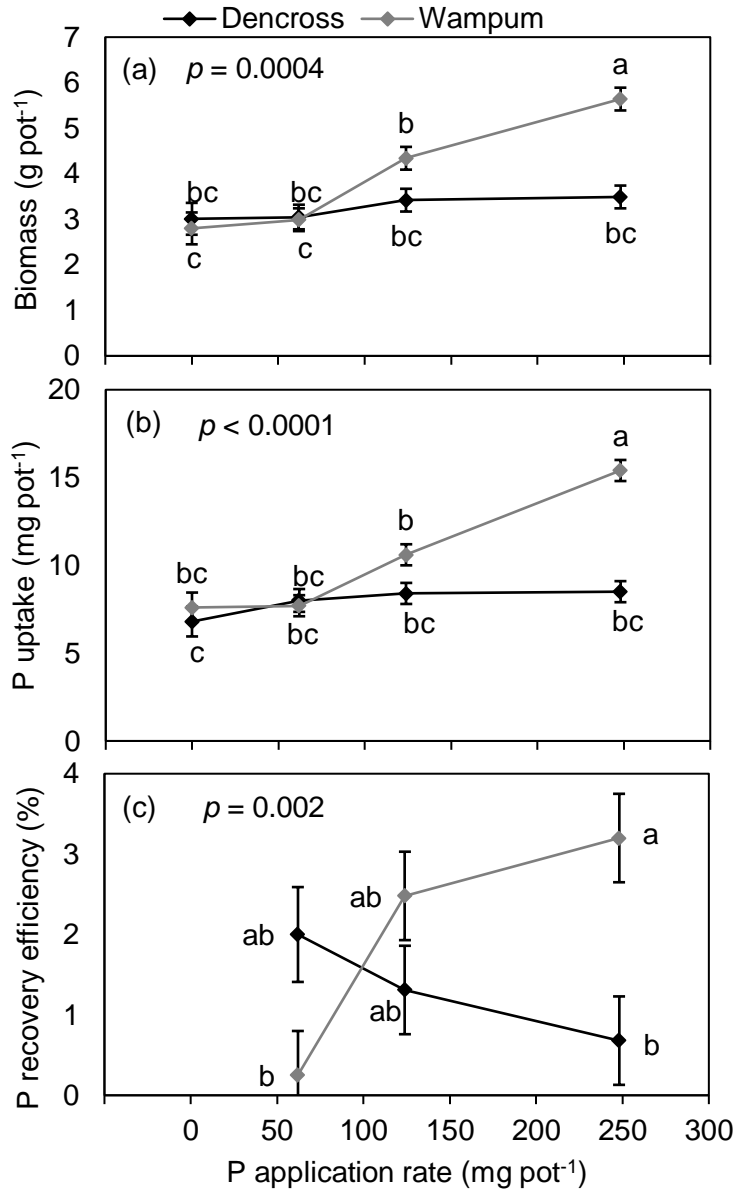 Dencross Wampum
7
(a) p = 0.0004
a
6
5
b
4
bc bc
3
c c bc bc
2
1
0
Biomass (g pot⁻¹)
20
(b) p < 0.0001
a
15
b
10
bc bc
5
c bc bc bc
0
P uptake (mg pot⁻¹)
4
(c) p = 0.002
a
3
ab
2
ab
1
ab
b b
0
P recovery efficiency (%)
0 50 100 150 200 250 300
P application rate (mg pot⁻¹)